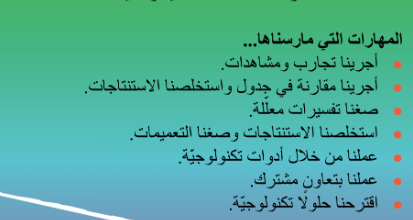 المهارات التي مارسناها...
• أجرينا تجارب ومشاهدات.
• أجرينا مقارنة في جدول واستخلصنا الاستنتاجات.
• صغنا تفسيرات معلّلة.
• استخلصنا الاستنتاجات وصغنا التعميمات.
• عملنا من خلال أدوات تكنولوجيّة.
• عملنا بتعاون مشترك.
• اقترحنا حلولًا تكنولوجيّة.